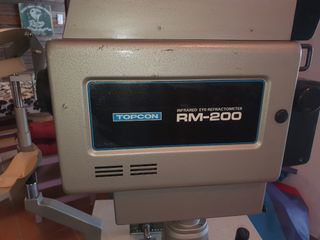 TOPCON
INFRARED EYE REFRACTOMETER
RM-200